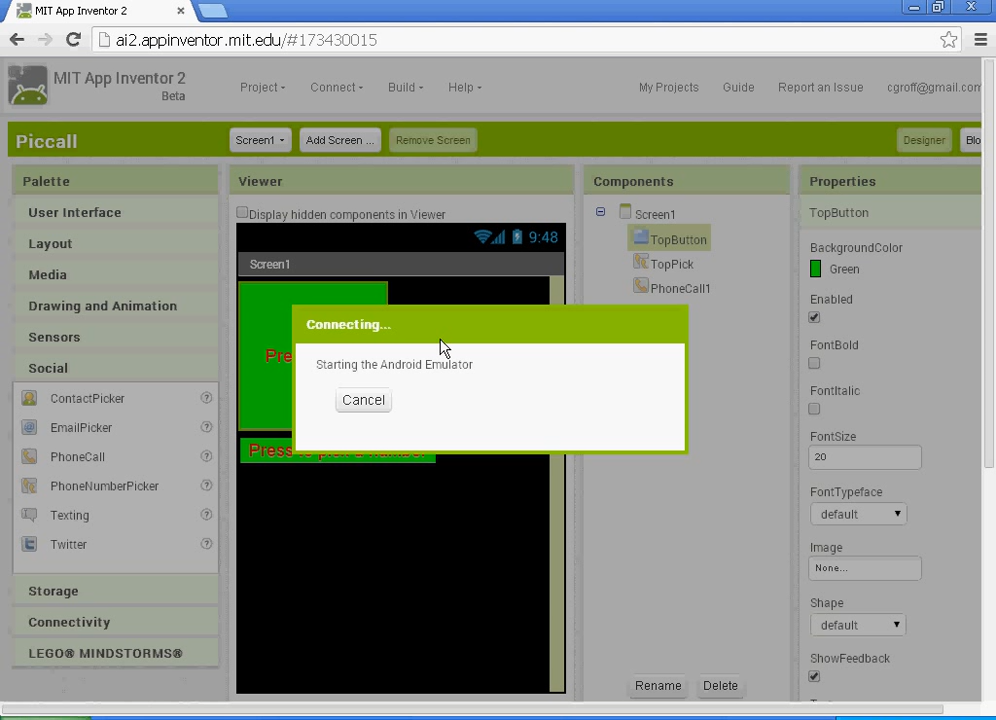 MIT App Inventor 2
ai2.appinventor.mit.edu/#173430015
MIT App Inventor 2
Beta
Project
Connect
Build
Help
My Projects
Guide
Report an Issue
cgroff@gmail.com
Piccall
Screen1
Add Screen ...
Remove Screen
Designer
Blo
Palette
User Interface
Layout
Media
Drawing and Animation
Sensors
Social
ContactPicker
EmailPicker
PhoneCall
PhoneNumberPicker
Texting
Twitter
Storage
Connectivity
LEGO® MINDSTORMS®
Viewer
Display hidden components in Viewer
9:48
Screen1
Pre
Connecting...
Starting the Android Emulator
Cancel
Components
Screen1
TopButton
TopPick
PhoneCall1
Rename
Delete
Properties
TopButton
BackgroundColor
Green
Enabled
FontBold
FontItalic
FontSize
20
FontTypeface
default
Image
None...
Shape
default
ShowFeedback